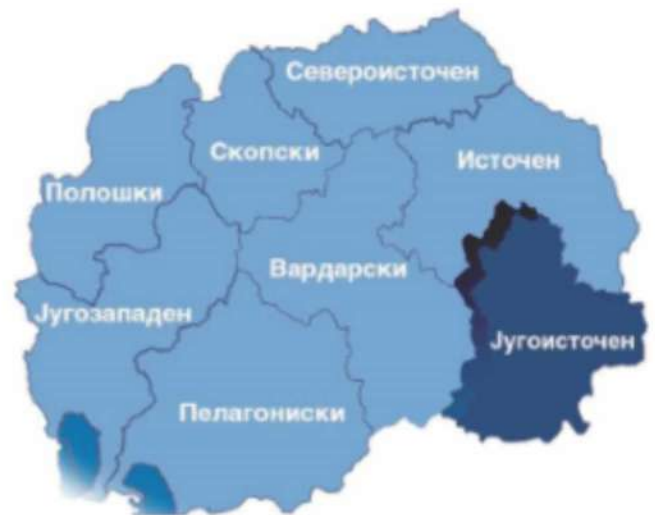 Североисточен
Скопски
Источен
Полошки
Вардарски
Југозападен
Југоисточен
Пелагониски